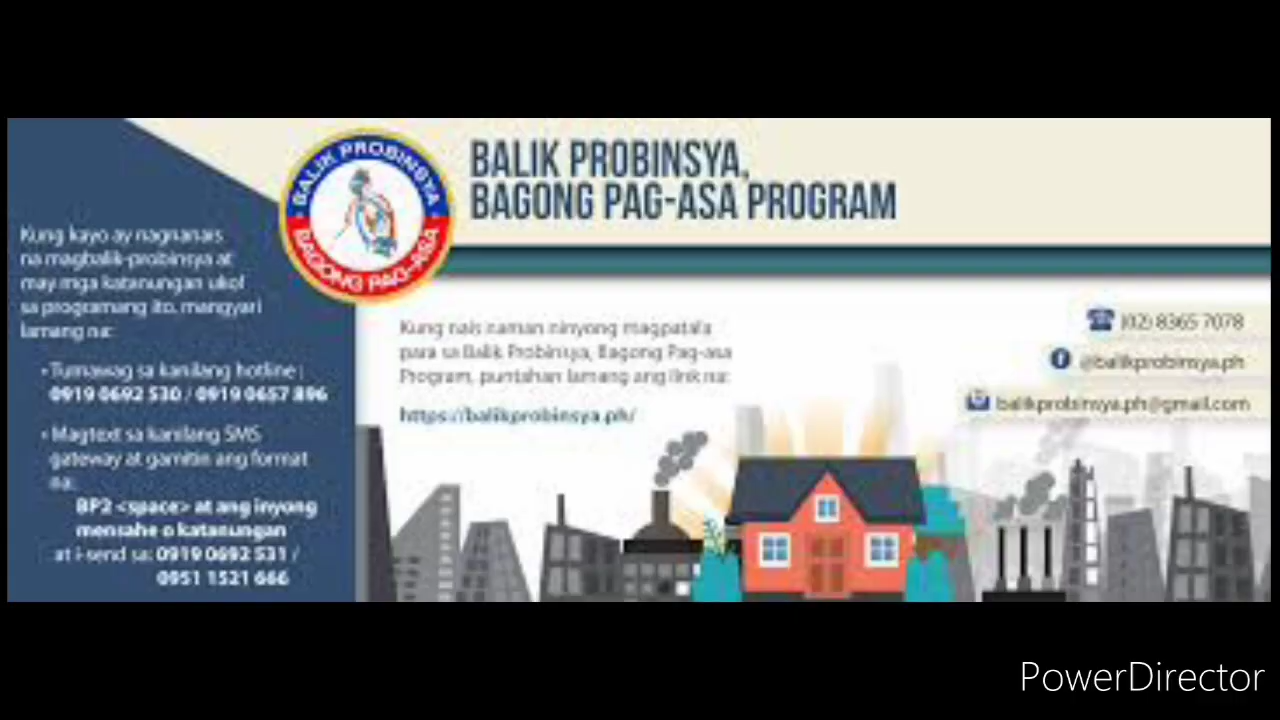 BALIK PROBINSYA,
BAGONG PAG-ASA PROGRAM
BALIK PROBINSYA
BAGONG PAG-ASA
Kung kayo ay nagnanais
na magbalik-probinsya at
may mga katanungan ukol
sa programang ito, mangyari
lamang na:
•Tumawag sa kanilang hotline :
0919 0692 530 / 0919 0657 896
• Magtext sa kanilang SMS
gateway at gamitin ang format
na:
BP2 <space> at ang inyong
mensahe o katanungan
at i-send sa: 0919 0692 531 /
0951 1521 666
Kung nais naman ninyong magpatala
para sa Balik Probinsya, Bagong Pag-asa
Program, puntahan lamang ang link na:
https://balikprobinsya.ph/
(02) 8365 7078
@balikprobinsya.ph
balikprobinsya.ph@gmail.com
PowerDirector